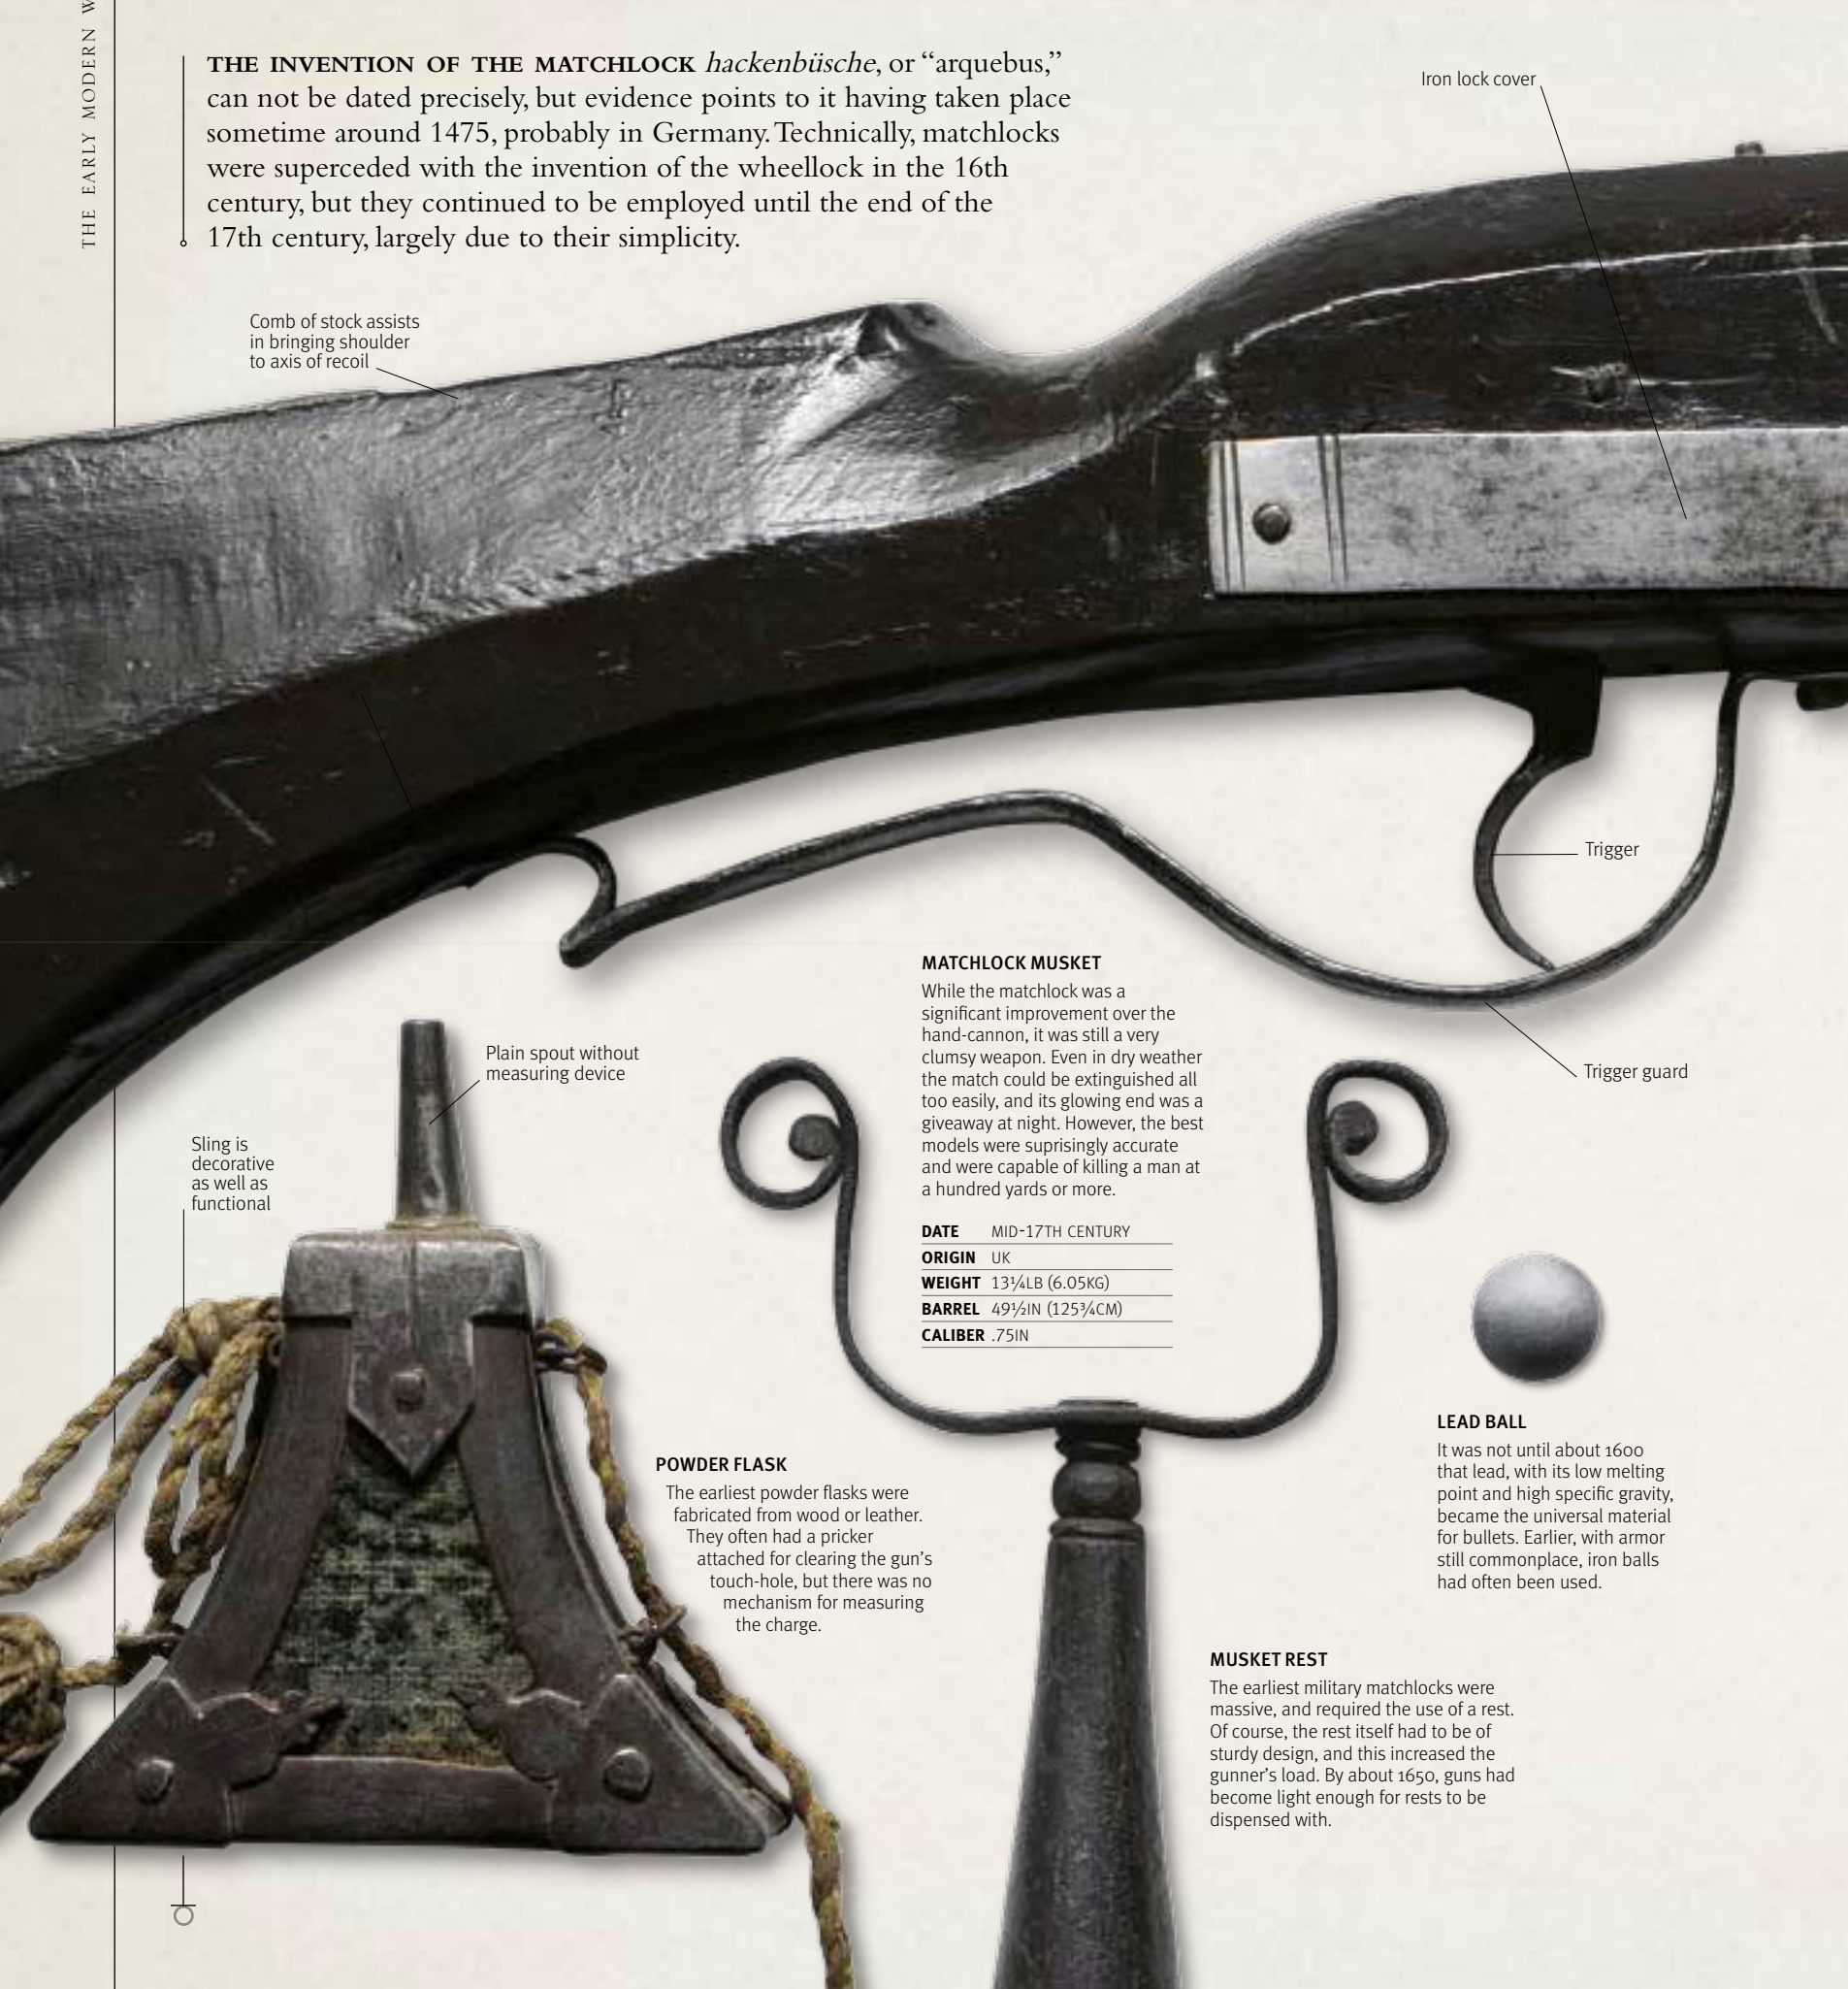 THE EARLY MODERN W
THE INVENTION OF THE MATCHLOCK hackenbüsche, or “arquebus,”
can not be dated precisely, but evidence points to it having taken place
sometime around 1475, probably in Germany. Technically, matchlocks
were superceded with the invention of the wheellock in the 16th
century, but they continued to be employed until the end of the
17th century, largely due to their simplicity.
Iron lock cover
Comb of stock assists
in bringing shoulder
to axis of recoil
Trigger
Trigger guard
Plain spout without
measuring device
Sling is
decorative
as well as
functional
MATCHLOCK MUSKET
While the matchlock was a
significant improvement over the
hand-cannon, it was still a very
clumsy weapon. Even in dry weather
the match could be extinguished all
too easily, and its glowing end was a
giveaway at night. However, the best
models were suprisingly accurate
and were capable of killing a man at
a hundred yards or more.
DATE MID-17TH CENTURY
ORIGIN UK
WEIGHT 13¼LB (6.05KG)
BARREL 49½IN (125¾CM)
CALIBER .75IN
POWDER FLASK
The earliest powder flasks were
fabricated from wood or leather.
They often had a pricker
attached for clearing the gun’s
touch-hole, but there was no
mechanism for measuring
the charge.
LEAD BALL
It was not until about 1600
that lead, with its low melting
point and high specific gravity,
became the universal material
for bullets. Earlier, with armor
still commonplace, iron balls
had often been used.
MUSKET REST
The earliest military matchlocks were
massive, and required the use of a rest.
Of course, the rest itself had to be of
sturdy design, and this increased the
gunner’s load. By about 1650, guns had
become light enough for rests to be
dispensed with.